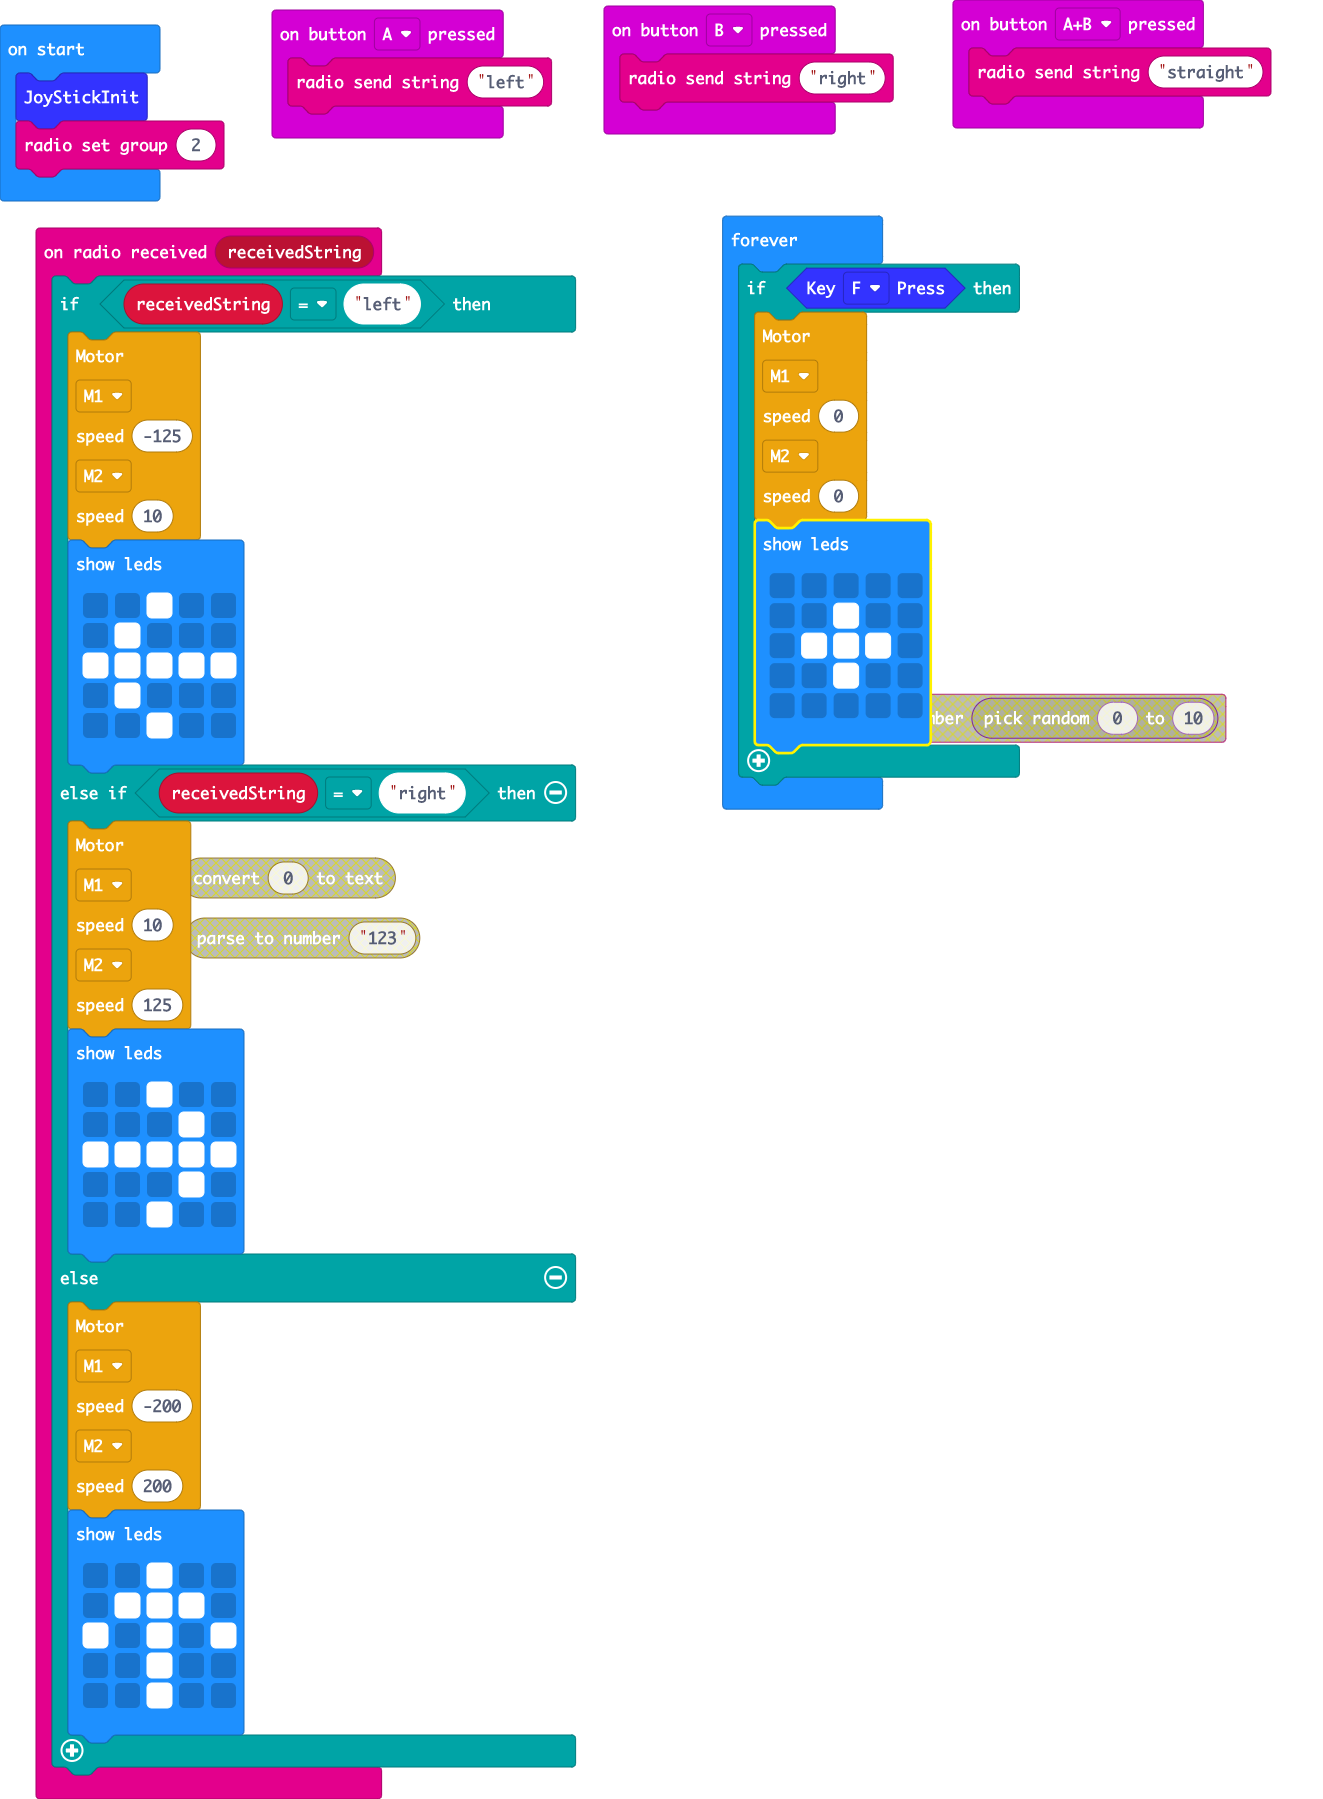 on start
JoyStickInit
radio set group 2
on button A pressed
radio send string "left"
on button B pressed
radio send string "right"
on button A+B pressed
radio send string "straight"
on radio received receivedString
if receivedString = "left" then
Motor
M1
speed -125
M2
speed 10
show leds
else if receivedString = "right" then
Motor
M1
speed 10
M2
speed 125
convert 0 to text
parse to number "123"
show leds
else
Motor
M1
speed -200
M2
speed 200
show leds
forever
if Key F Press then
Motor
M1
speed 0
M2
speed 0
show leds
pick random 0 to 10